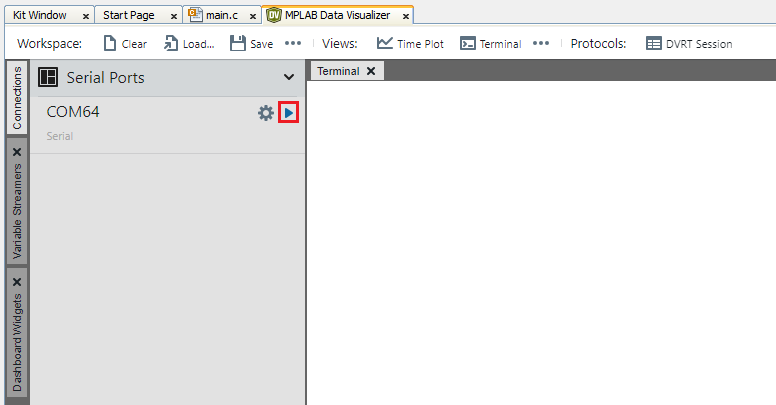 Kit Window
Start Page
main.c
MPLAB Data Visualizer
Workspace: Clear Load... Save ••• Views: Time Plot Terminal ••• Protocols: DVRT Session
Connections
Variable Streamers
Dashboard Widgets
Serial Ports
COM64
Serial
Terminal